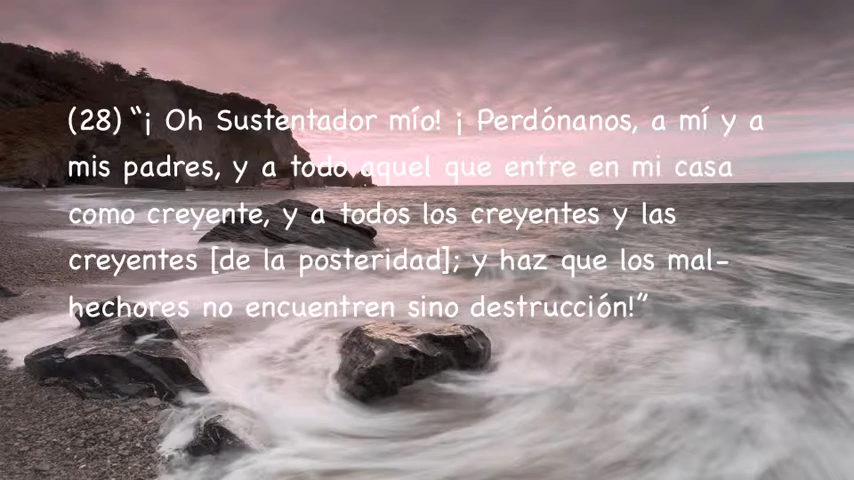 (28) “¡ Oh Sustentador mío! ¡ Perdónanos, a mí y a
mis padres, y a todo aquel que entre en mi casa
como creyente, y a todos los creyentes y las
creyentes [de la posteridad]; y haz que los mal-
hechores no encuentren sino destrucción!”